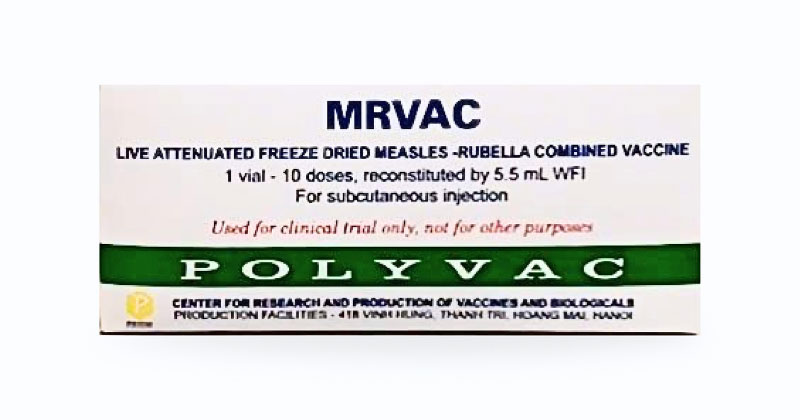 MRVAC
LIVE ATTENUATED FREEZE DRIED MEASLES -RUBELLA COMBINED VACCINE
1 vial - 10 doses, reconstituted by 5.5 mL WFI
For subcutaneous injection
Used for clinical trial only, not for other purposes
POLYVAC
CENTER FOR RESEARCH AND PRODUCTION OF VACCINES AND BIOLOGICALS
PRODUCTION FACILITIES - 418 VINH HUNG, THANH TRI, HOANG MAI, HANOI